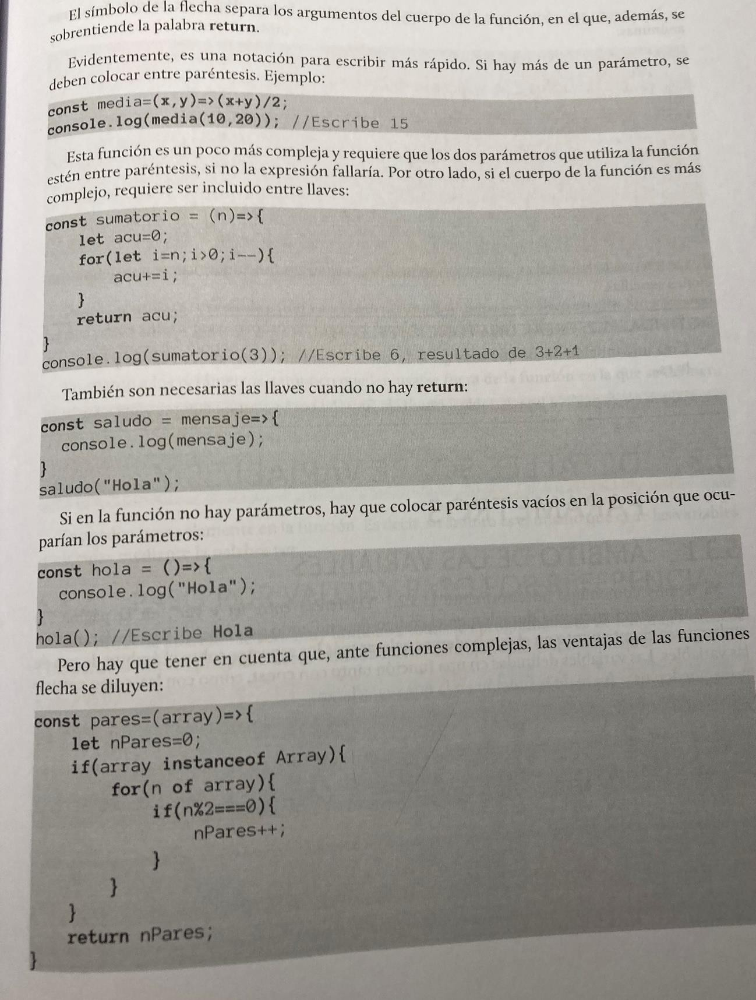 El símbolo de la flecha separa los argumentos del cuerpo de la función, en el que, además, se
sobrentiende la palabra return.
Evidentemente, es una notación para escribir más rápido. Si hay más de un parámetro, se
deben colocar entre paréntesis. Ejemplo:
const media=(x,y)=>(x+y)/2;
console.log(media(10,20)); //Escribe 15
Esta función es un poco más compleja y requiere que los dos parámetros que utiliza la función
estén entre paréntesis, si no la expresión fallaría. Por otro lado, si el cuerpo de la función es más
complejo, requiere ser incluido entre llaves:
const sumatorio = (n)=>{
let acu=0;
for(let i=n;i>0;i--){
acu+=i;
}
return acu;
}
console.log(sumatorio(3)); //Escribe 6, resultado de 3+2+1
También son necesarias las llaves cuando no hay return:
const saludo = mensaje=>{
console.log(mensaje);
}
saludo("Hola");
Si en la función no hay parámetros, hay que colocar paréntesis vacíos en la posición que ocu-
parían los parámetros:
const hola = ()=>{
console.log("Hola");
}
hola(); //Escribe Hola
Pero hay que tener en cuenta que, ante funciones complejas, las ventajas de las funciones
flecha se diluyen:
const pares=(array)=>{
let nPares=0;
if(array instanceof Array){
for(n of array){
if(n%2===0){
nPares++;
}
}
}
return nPares;
}